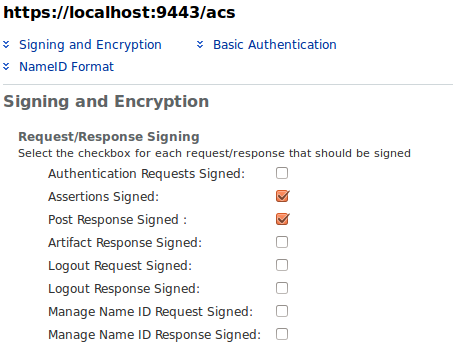 https://localhost:9443/acs
Signing and Encryption Basic Authentication
NameID Format
Signing and Encryption
Request/Response Signing
Select the checkbox for each request/response that should be signed
Authentication Requests Signed:
Assertions Signed:
Post Response Signed :
Artifact Response Signed:
Logout Request Signed:
Logout Response Signed:
Manage Name ID Request Signed:
Manage Name ID Response Signed: